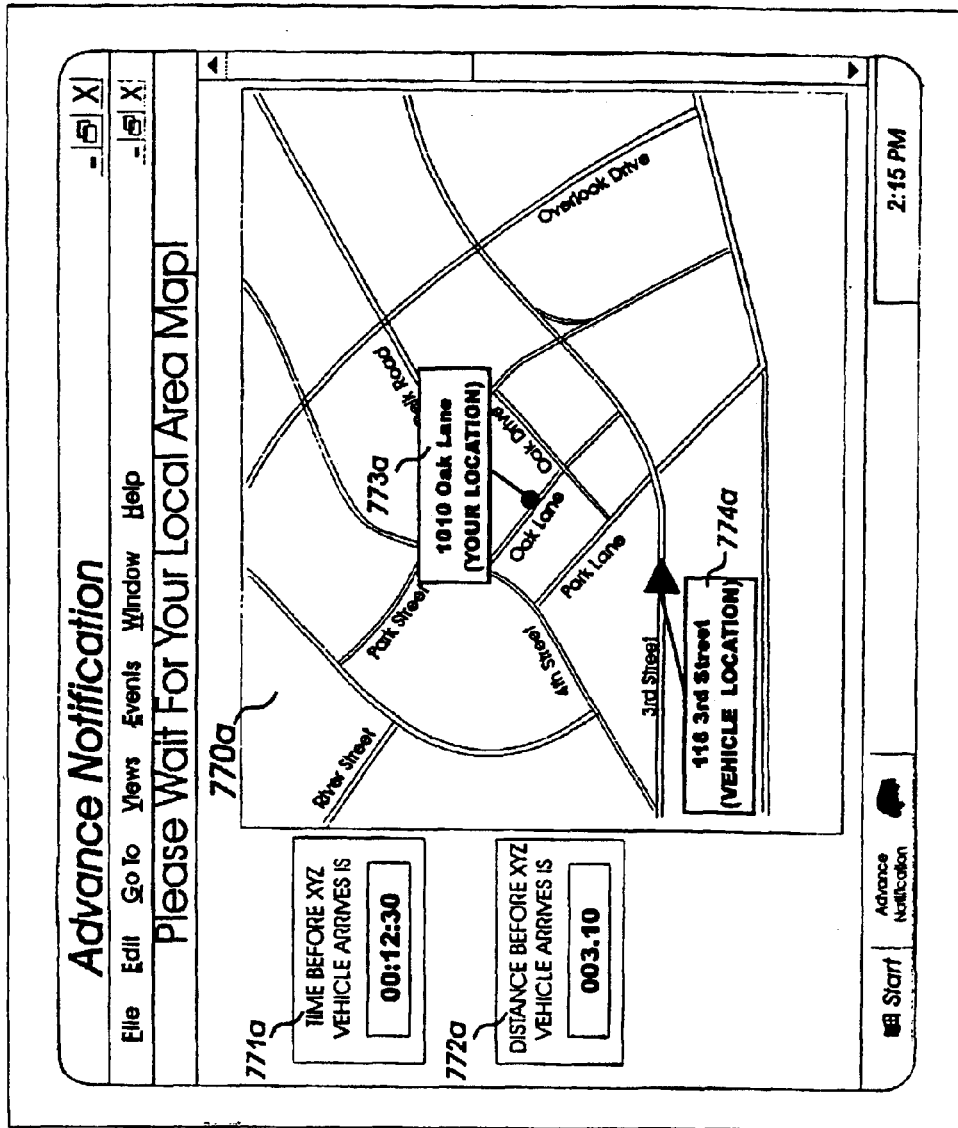 Advance Notification
File Edit Go To Views Events Window Help
Please Wait For Your Local Area Map!
770a
771a
TIME BEFORE XYZ
VEHICLE ARRIVES IS
00:12:30
772a
DISTANCE BEFORE XYZ
VEHICLE ARRIVES IS
003.10
River Street
Park Street
773a
1010 Oak Lane
(YOUR LOCATION)
Road
Overlook Drive
Oak Drive
Oak Lane
4th Street
Park Lane
3rd Street
118 3rd Street
(VEHICLE LOCATION)
774a
Start
Advance
Notification
2:15 PM